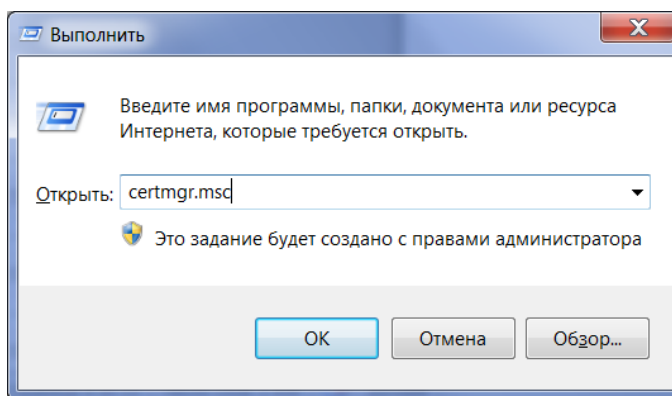 Выполнить
Введите имя программы, папки, документа или ресурса
Интернета, которые требуется открыть.
Открыть: certmgr.msc
Это задание будет создано с правами администратора
ОК Отмена Обзор...